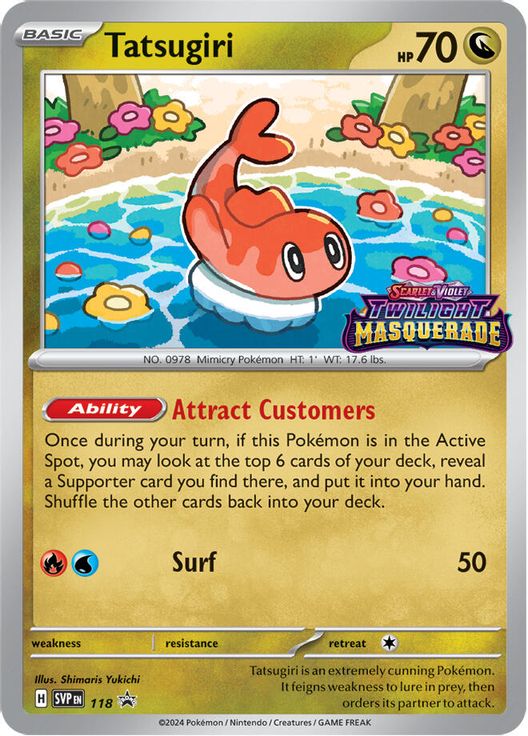 BASIC
Tatsugiri
HP 70
SCARLET & VIOLET
TWILIGHT
MASQUERADE
NO. 0978 Mimicry Pokémon HT: 1' WT: 17.6 lbs.
Ability Attract Customers
Once during your turn, if this Pokémon is in the Active
Spot, you may look at the top 6 cards of your deck, reveal
a Supporter card you find there, and put it into your hand.
Shuffle the other cards back into your deck.
Surf 50
weakness resistance retreat
Illus. Shimaris Yukichi
H SVP EN 118
Tatsugiri is an extremely cunning Pokémon.
It feigns weakness to lure in prey, then
orders its partner to attack.
©2024 Pokémon / Nintendo / Creatures / GAME FREAK